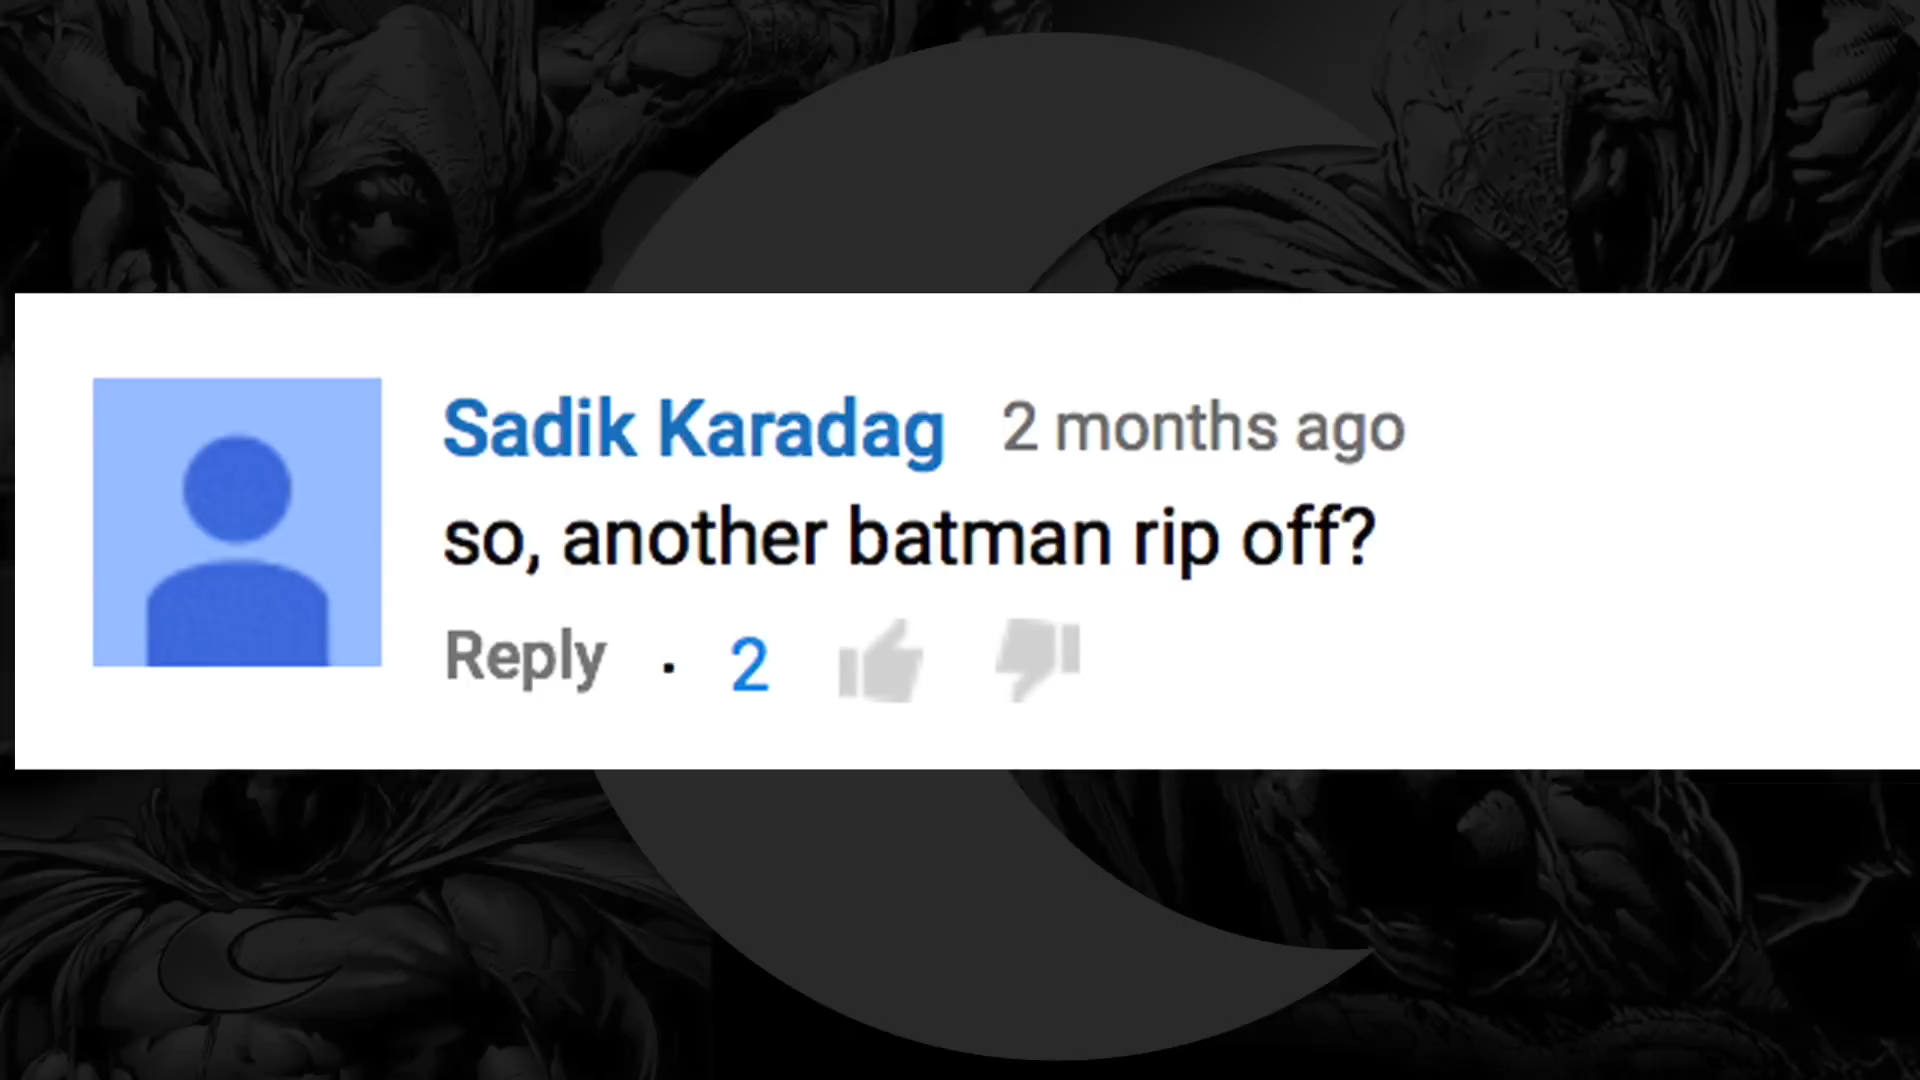 Sadik Karadag 2 months ago
so, another batman rip off?
Reply · 2